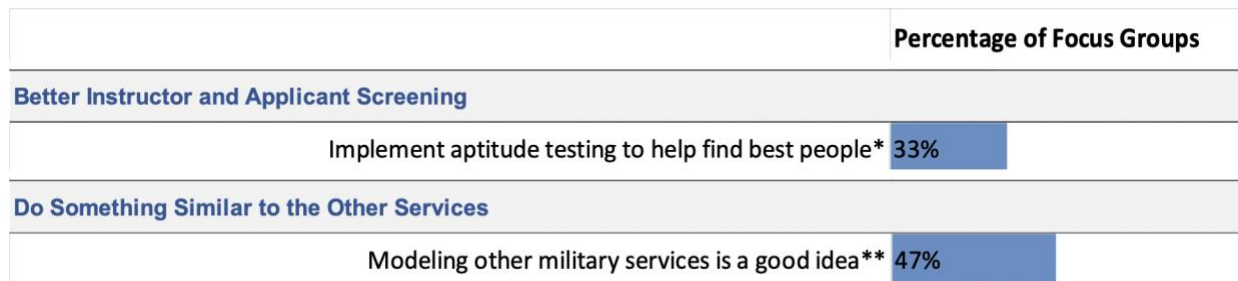 Percentage of Focus Groups
Better Instructor and Applicant Screening
Implement aptitude testing to help find best people* 33%
Do Something Similar to the Other Services
Modeling other military services is a good idea** 47%